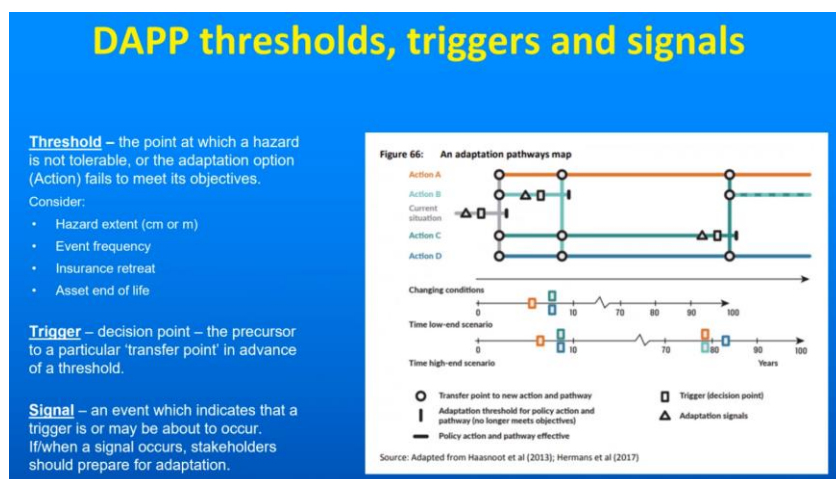 DAPP thresholds, triggers and signals
Threshold – the point at which a hazard
is not tolerable, or the adaptation option
(Action) fails to meet its objectives.
Consider:
• Hazard extent (cm or m)
• Event frequency
• Insurance retreat
• Asset end of life
Trigger – decision point – the precursor
to a particular ‘transfer point’ in advance
of a threshold.
Signal – an event which indicates that a
trigger is or may be about to occur.
If/when a signal occurs, stakeholders
should prepare for adaptation.
Figure 66: An adaptation pathways map
Action A
Action B
Current
situation
Action C
Action D
Changing conditions
0 10 70 80 90 100
Time low-end scenario
0 10 70 80 90 100
Time high-end scenario Years
Transfer point to new action and pathway
Adaptation threshold for policy action and
pathway (no longer meets objectives)
Policy action and pathway effective
Trigger (decision point)
Adaptation signals
Source: Adapted from Haasnoot et al (2013); Hermans et al (2017)